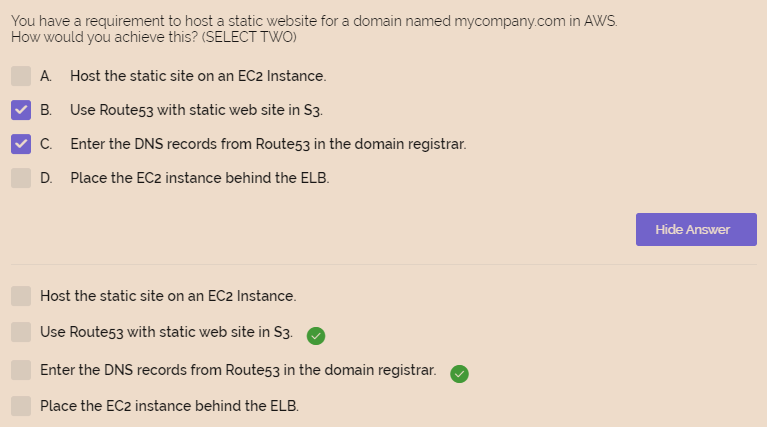 You have a requirement to host a static website for a domain named mycompany.com in AWS.
How would you achieve this? (SELECT TWO)
A. Host the static site on an EC2 Instance.
B. Use Route53 with static web site in S3.
C. Enter the DNS records from Route53 in the domain registrar.
D. Place the EC2 instance behind the ELB.
Hide Answer
Host the static site on an EC2 Instance.
Use Route53 with static web site in S3.
Enter the DNS records from Route53 in the domain registrar.
Place the EC2 instance behind the ELB.